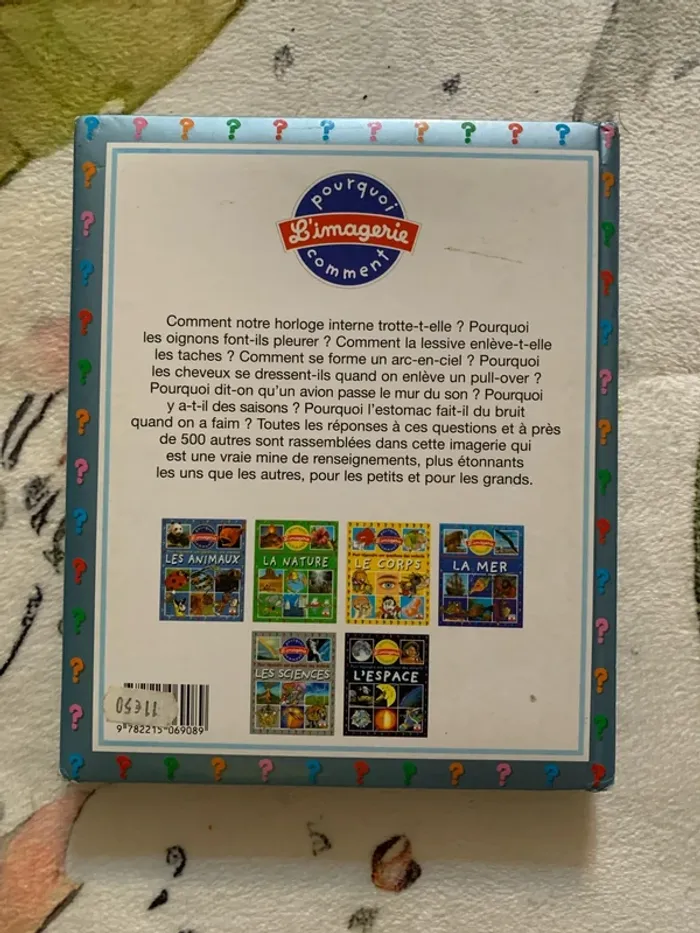 pourquoi
L'imagerie
comment
Comment notre horloge interne trotte-t-elle ? Pourquoi
les oignons font-ils pleurer ? Comment la lessive enlève-t-elle
les taches ? Comment se forme un arc-en-ciel ? Pourquoi
les cheveux se dressent-ils quand on enlève un pull-over ?
Pourquoi dit-on qu'un avion passe le mur du son ? Pourquoi
y a-t-il des saisons ? Pourquoi l'estomac fait-il du bruit
quand on a faim ? Toutes les réponses à ces questions et à près
de 500 autres sont rassemblées dans cette imagerie qui
est une vraie mine de renseignements, plus étonnants
les uns que les autres, pour les petits et pour les grands.
LES ANIMAUX
LA NATURE
LE CORPS
LA MER
LES SCIENCES
L'ESPACE
11€50
9 782215 069089